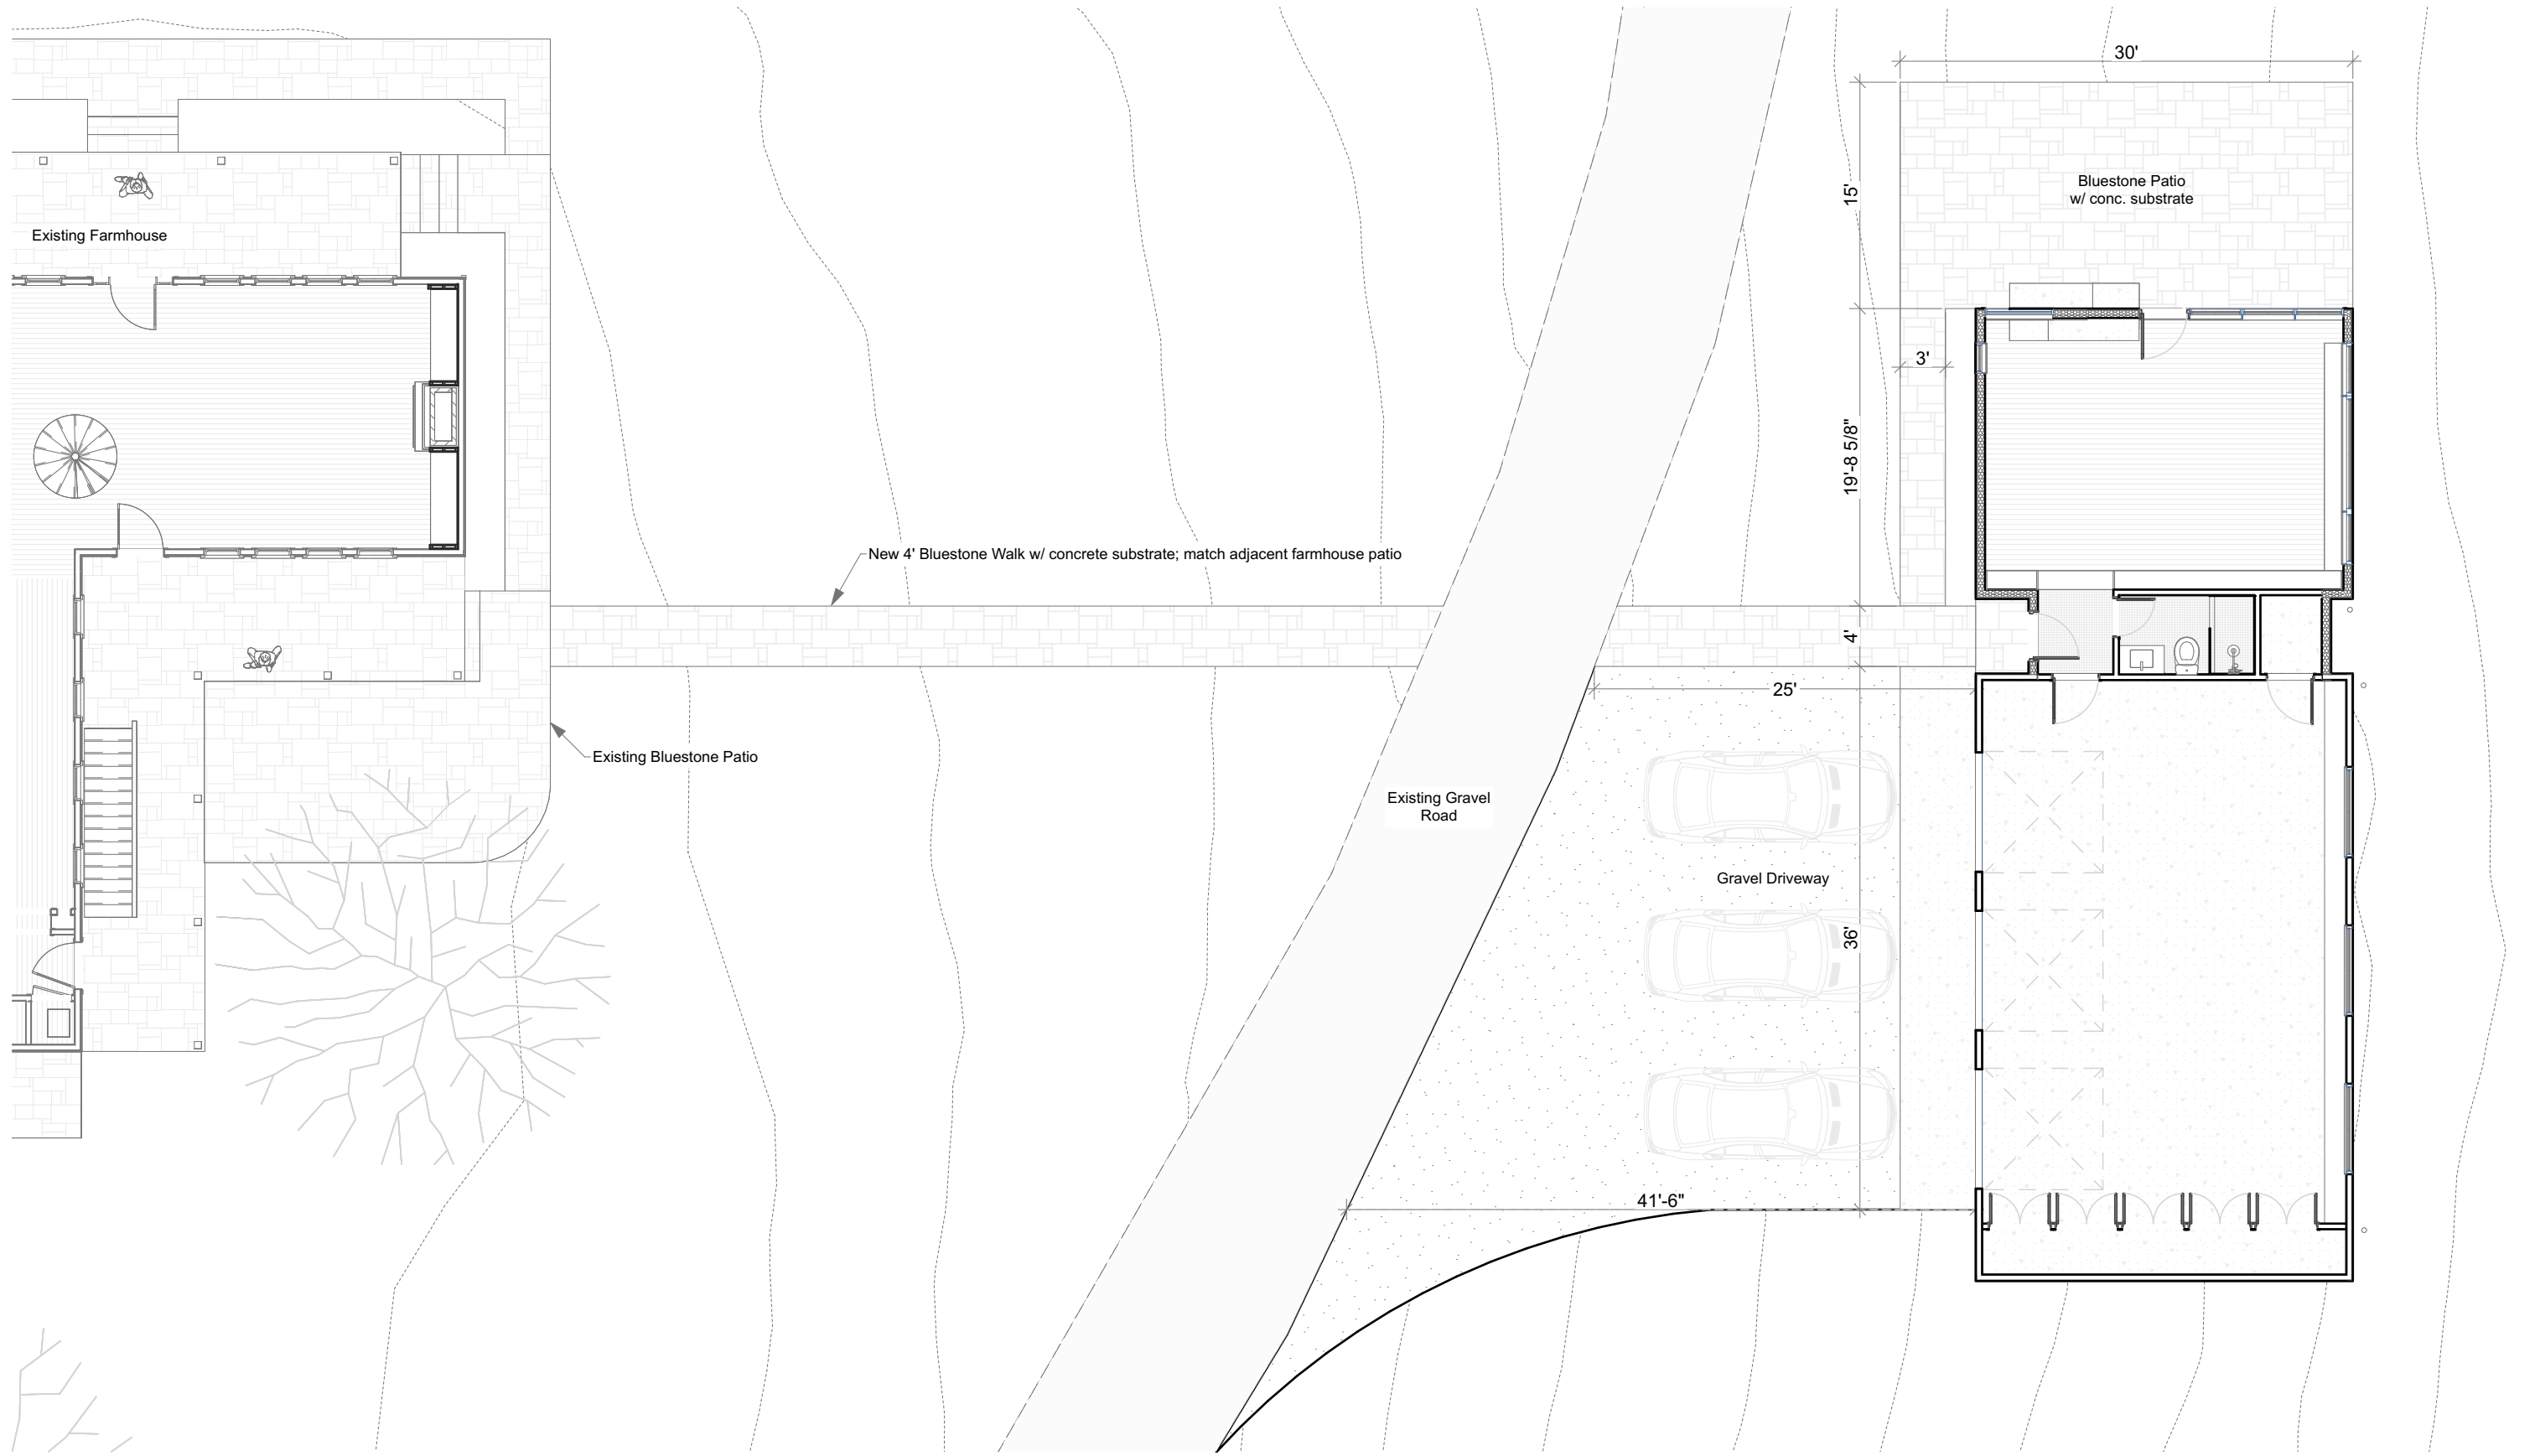 30'
15'
Bluestone Patio
w/ conc. substrate
Existing Farmhouse
3'
19'-8 5/8"
New 4' Bluestone Walk w/ concrete substrate; match adjacent farmhouse patio
4'
25'
Existing Bluestone Patio
Existing Gravel
Road
Gravel Driveway
36'
41'-6"